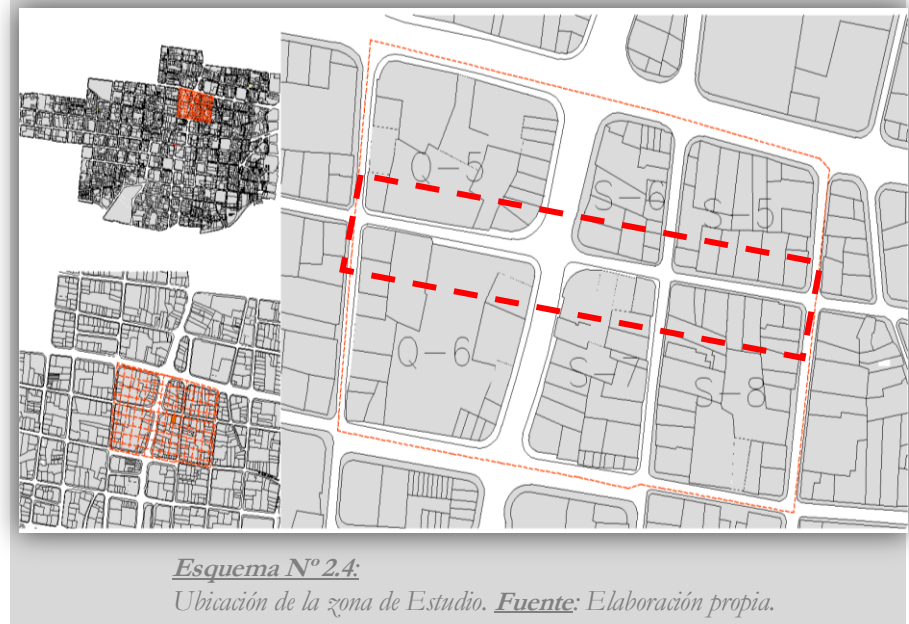 Q-5
S-6
S-5
Q-6
S-7
S-8
Esquema Nº 2.4:
Ubicación de la zona de Estudio. Fuente: Elaboración propia.